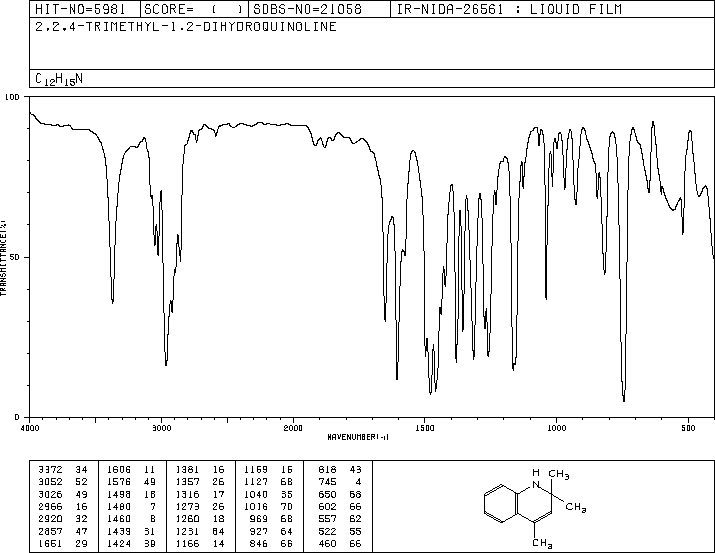 HIT-NO=5981 SCORE= ( ) SDBS-NO=21058 IR-NIDA-26561 : LIQUID FILM
2,2,4-TRIMETHYL-1,2-DIHYDROQUINOLINE
C12H15N
100
50
0
TRANSMITTANCE(%)
4000 3000 2000 1500 1000 500
WAVENUMBER(-1)
3372 34 1606 11 1381 16 1159 15 818 43
3052 52 1576 49 1357 26 1127 68 745 4
3026 49 1498 18 1316 17 1040 35 650 68
2966 16 1480 7 1273 26 1016 70 602 66
2920 32 1460 8 1260 18 969 68 557 62
2857 47 1439 31 1231 64 927 64 522 55
1651 29 1424 39 1166 14 846 66 460 66
H
N
CH3
CH3
CH3